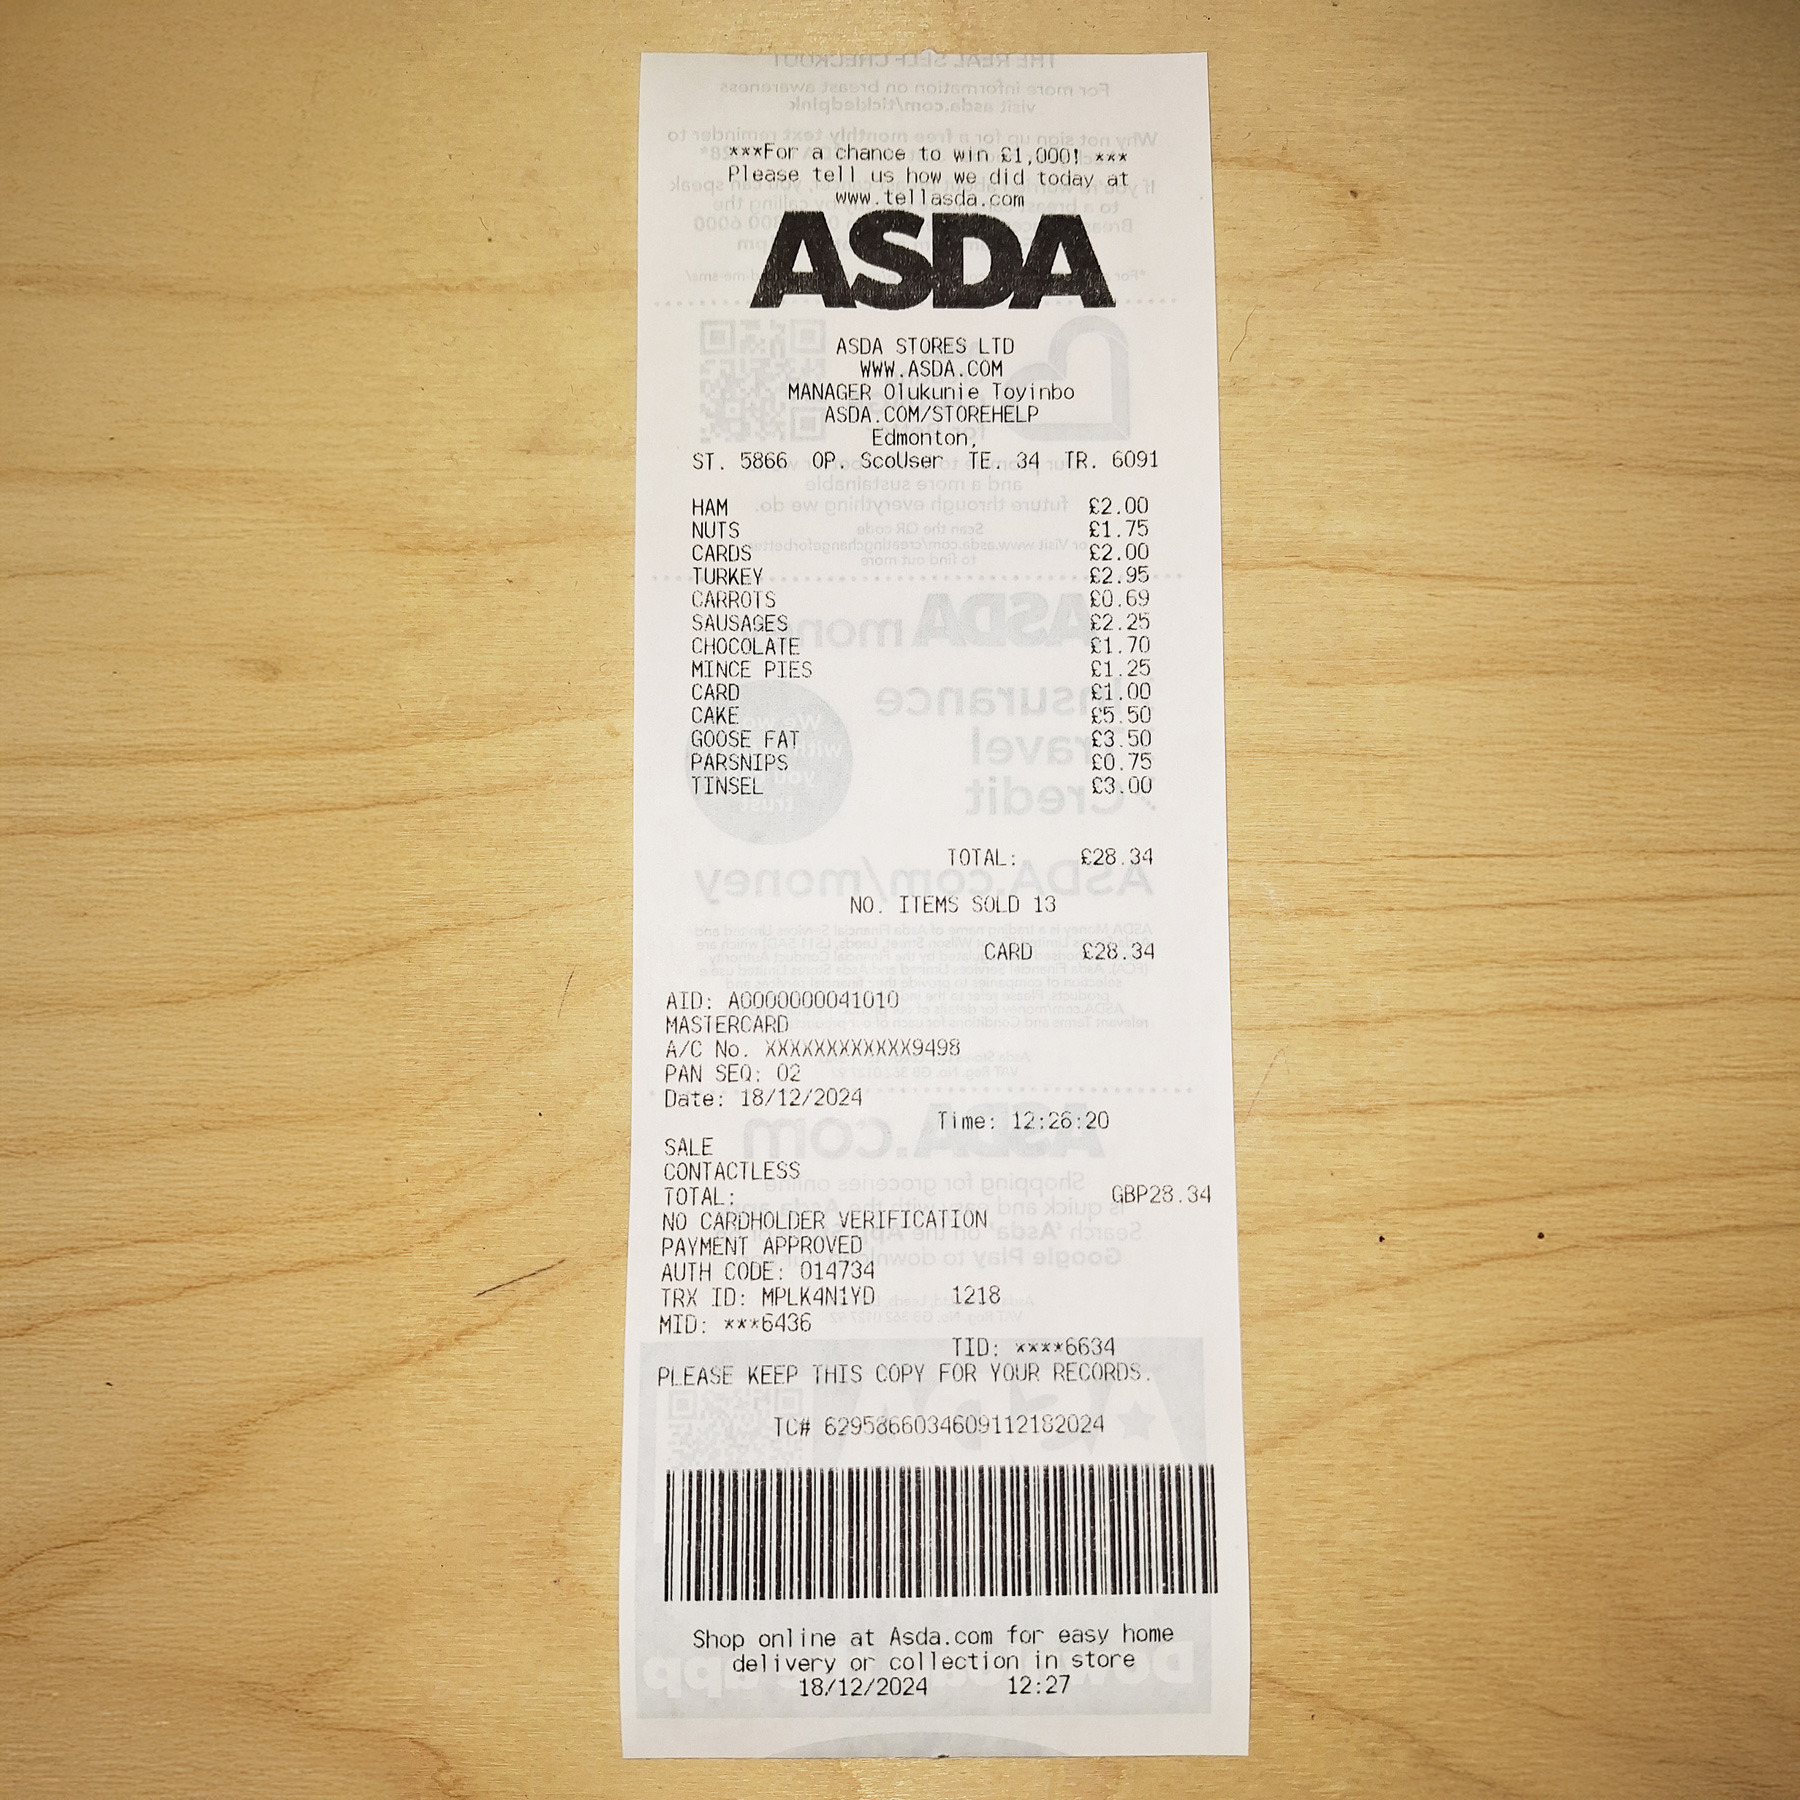 ***For a chance to win £1,000! ***
Please tell us how we did today at
www.tellasda.com
ASDA
ASDA STORES LTD
WWW.ASDA.COM
MANAGER Olukunie Toyinbo
ASDA.COM/STOREHELP
Edmonton,
ST. 5866 OP. ScoUser TE. 34 TR. 6091
HAM £2.00
NUTS £1.75
CARDS £2.00
TURKEY £2.95
CARROTS £0.69
SAUSAGES £2.25
CHOCOLATE £1.70
MINCE PIES £1.25
CARD £1.00
CAKE £5.50
GOOSE FAT £3.50
PARSNIPS £0.75
TINSEL £3.00
TOTAL: £28.34
NO. ITEMS SOLD 13
CARD £28.34
AID: A0000000041010
MASTERCARD
A/C No. XXXXXXXXXXXX9498
PAN SEQ: 02
Date: 18/12/2024
Time: 12:26:20
SALE
CONTACTLESS
TOTAL: GBP28.34
NO CARDHOLDER VERIFICATION
PAYMENT APPROVED
AUTH CODE: 014734
TRX ID: MPLK4N1YD 1218
MID: ***6436
TID: ****6634
PLEASE KEEP THIS COPY FOR YOUR RECORDS.
TC# 6295866034609112182024
Shop online at Asda.com for easy home
delivery or collection in store
18/12/2024 12:27